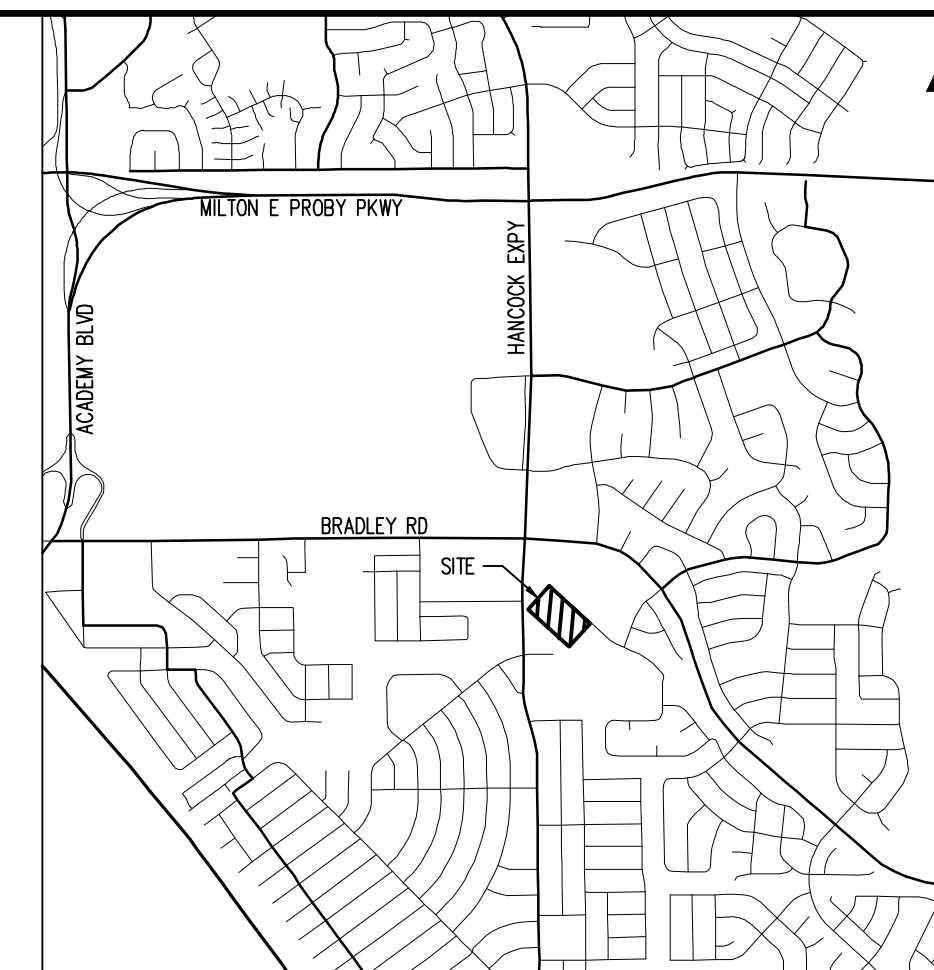 MILTON E PROBY PKWY
HANCOCK EXPY
ACADEMY BLVD
BRADLEY RD
SITE